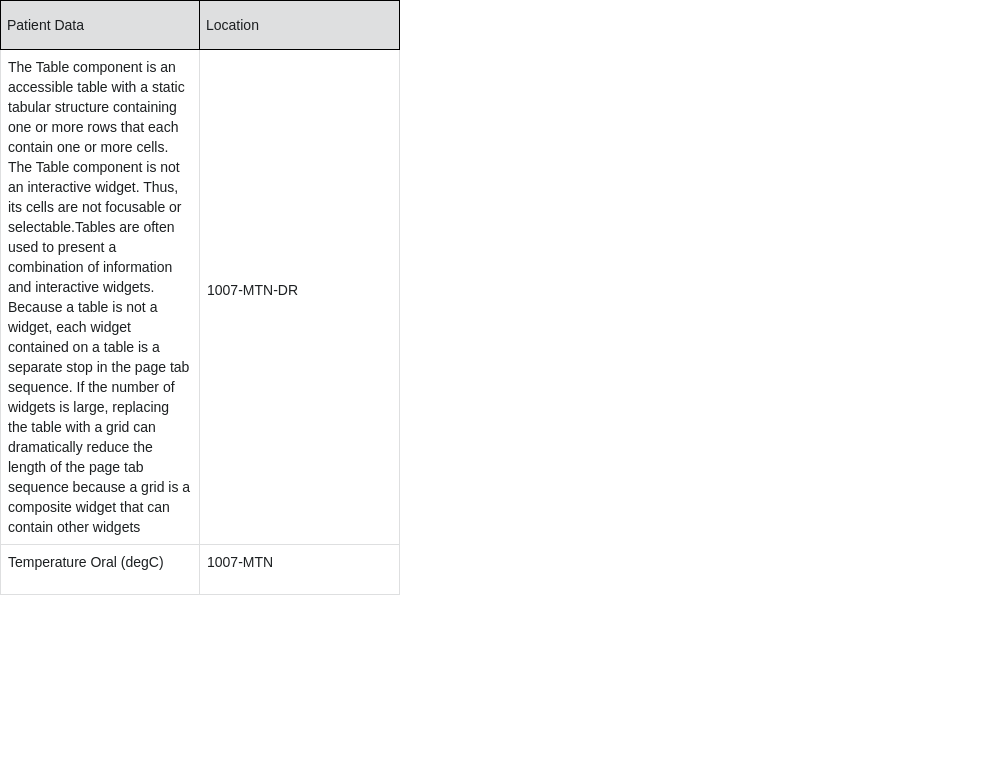 Patient Data
Location
The Table component is an
accessible table with a static
tabular structure containing
one or more rows that each
contain one or more cells.
The Table component is not
an interactive widget. Thus,
its cells are not focusable or
selectable.Tables are often
used to present a
combination of information
and interactive widgets.
Because a table is not a
widget, each widget
contained on a table is a
separate stop in the page tab
sequence. If the number of
widgets is large, replacing
the table with a grid can
dramatically reduce the
length of the page tab
sequence because a grid is a
composite widget that can
contain other widgets
1007-MTN-DR
Temperature Oral (degC)
1007-MTN